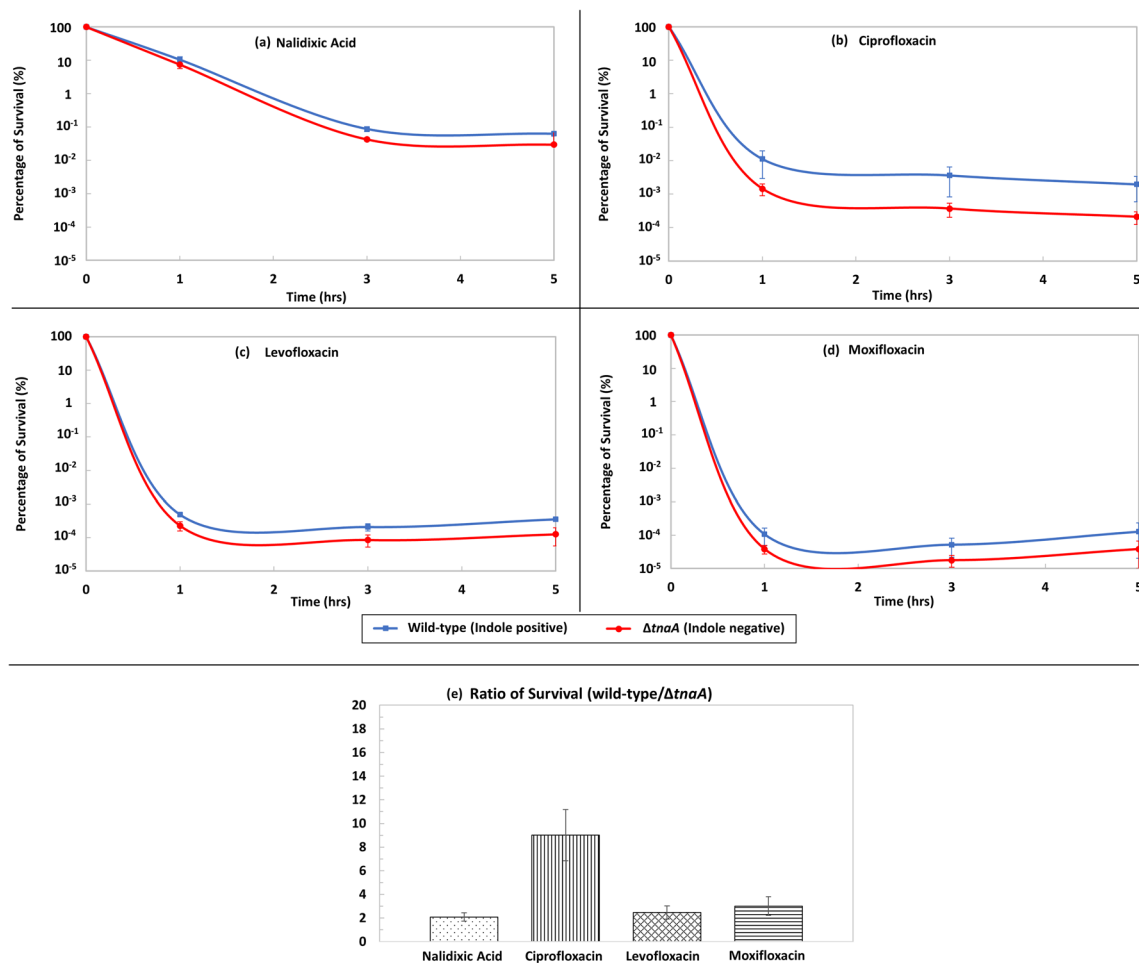 (a) Nalidixic Acid
Percentage of Survival (%)
100
10
1
10⁻¹
10⁻²
10⁻³
10⁻⁴
10⁻⁵
0 1 2 3 4 5
Time (hrs)
(b) Ciprofloxacin
Percentage of Survival (%)
100
10
1
10⁻¹
10⁻²
10⁻³
10⁻⁴
10⁻⁵
0 1 2 3 4 5
Time (hrs)
(c) Levofloxacin
Percentage of Survival (%)
100
10
1
10⁻¹
10⁻²
10⁻³
10⁻⁴
10⁻⁵
0 1 2 3 4 5
Time (hrs)
(d) Moxifloxacin
Percentage of Survival (%)
100
10
1
10⁻¹
10⁻²
10⁻³
10⁻⁴
10⁻⁵
0 1 2 3 4 5
Time (hrs)
Wild-type (Indole positive) ΔtnaA (Indole negative)
(e) Ratio of Survival (wild-type/ΔtnaA)
20
18
16
14
12
10
8
6
4
2
0
Nalidixic Acid Ciprofloxacin Levofloxacin Moxifloxacin